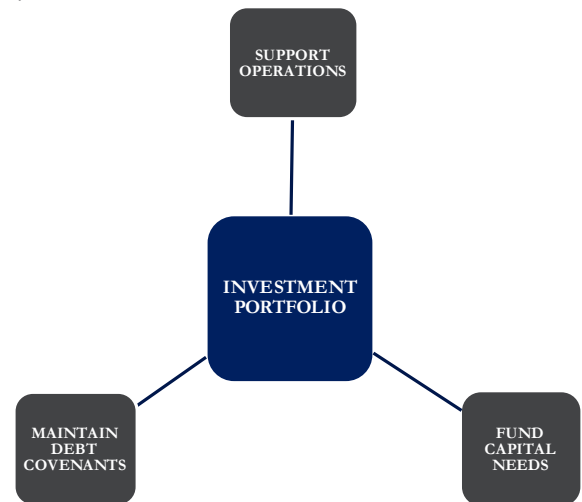 SUPPORT
OPERATIONS
INVESTMENT
PORTFOLIO
MAINTAIN
DEBT
COVENANTS
FUND
CAPITAL
NEEDS